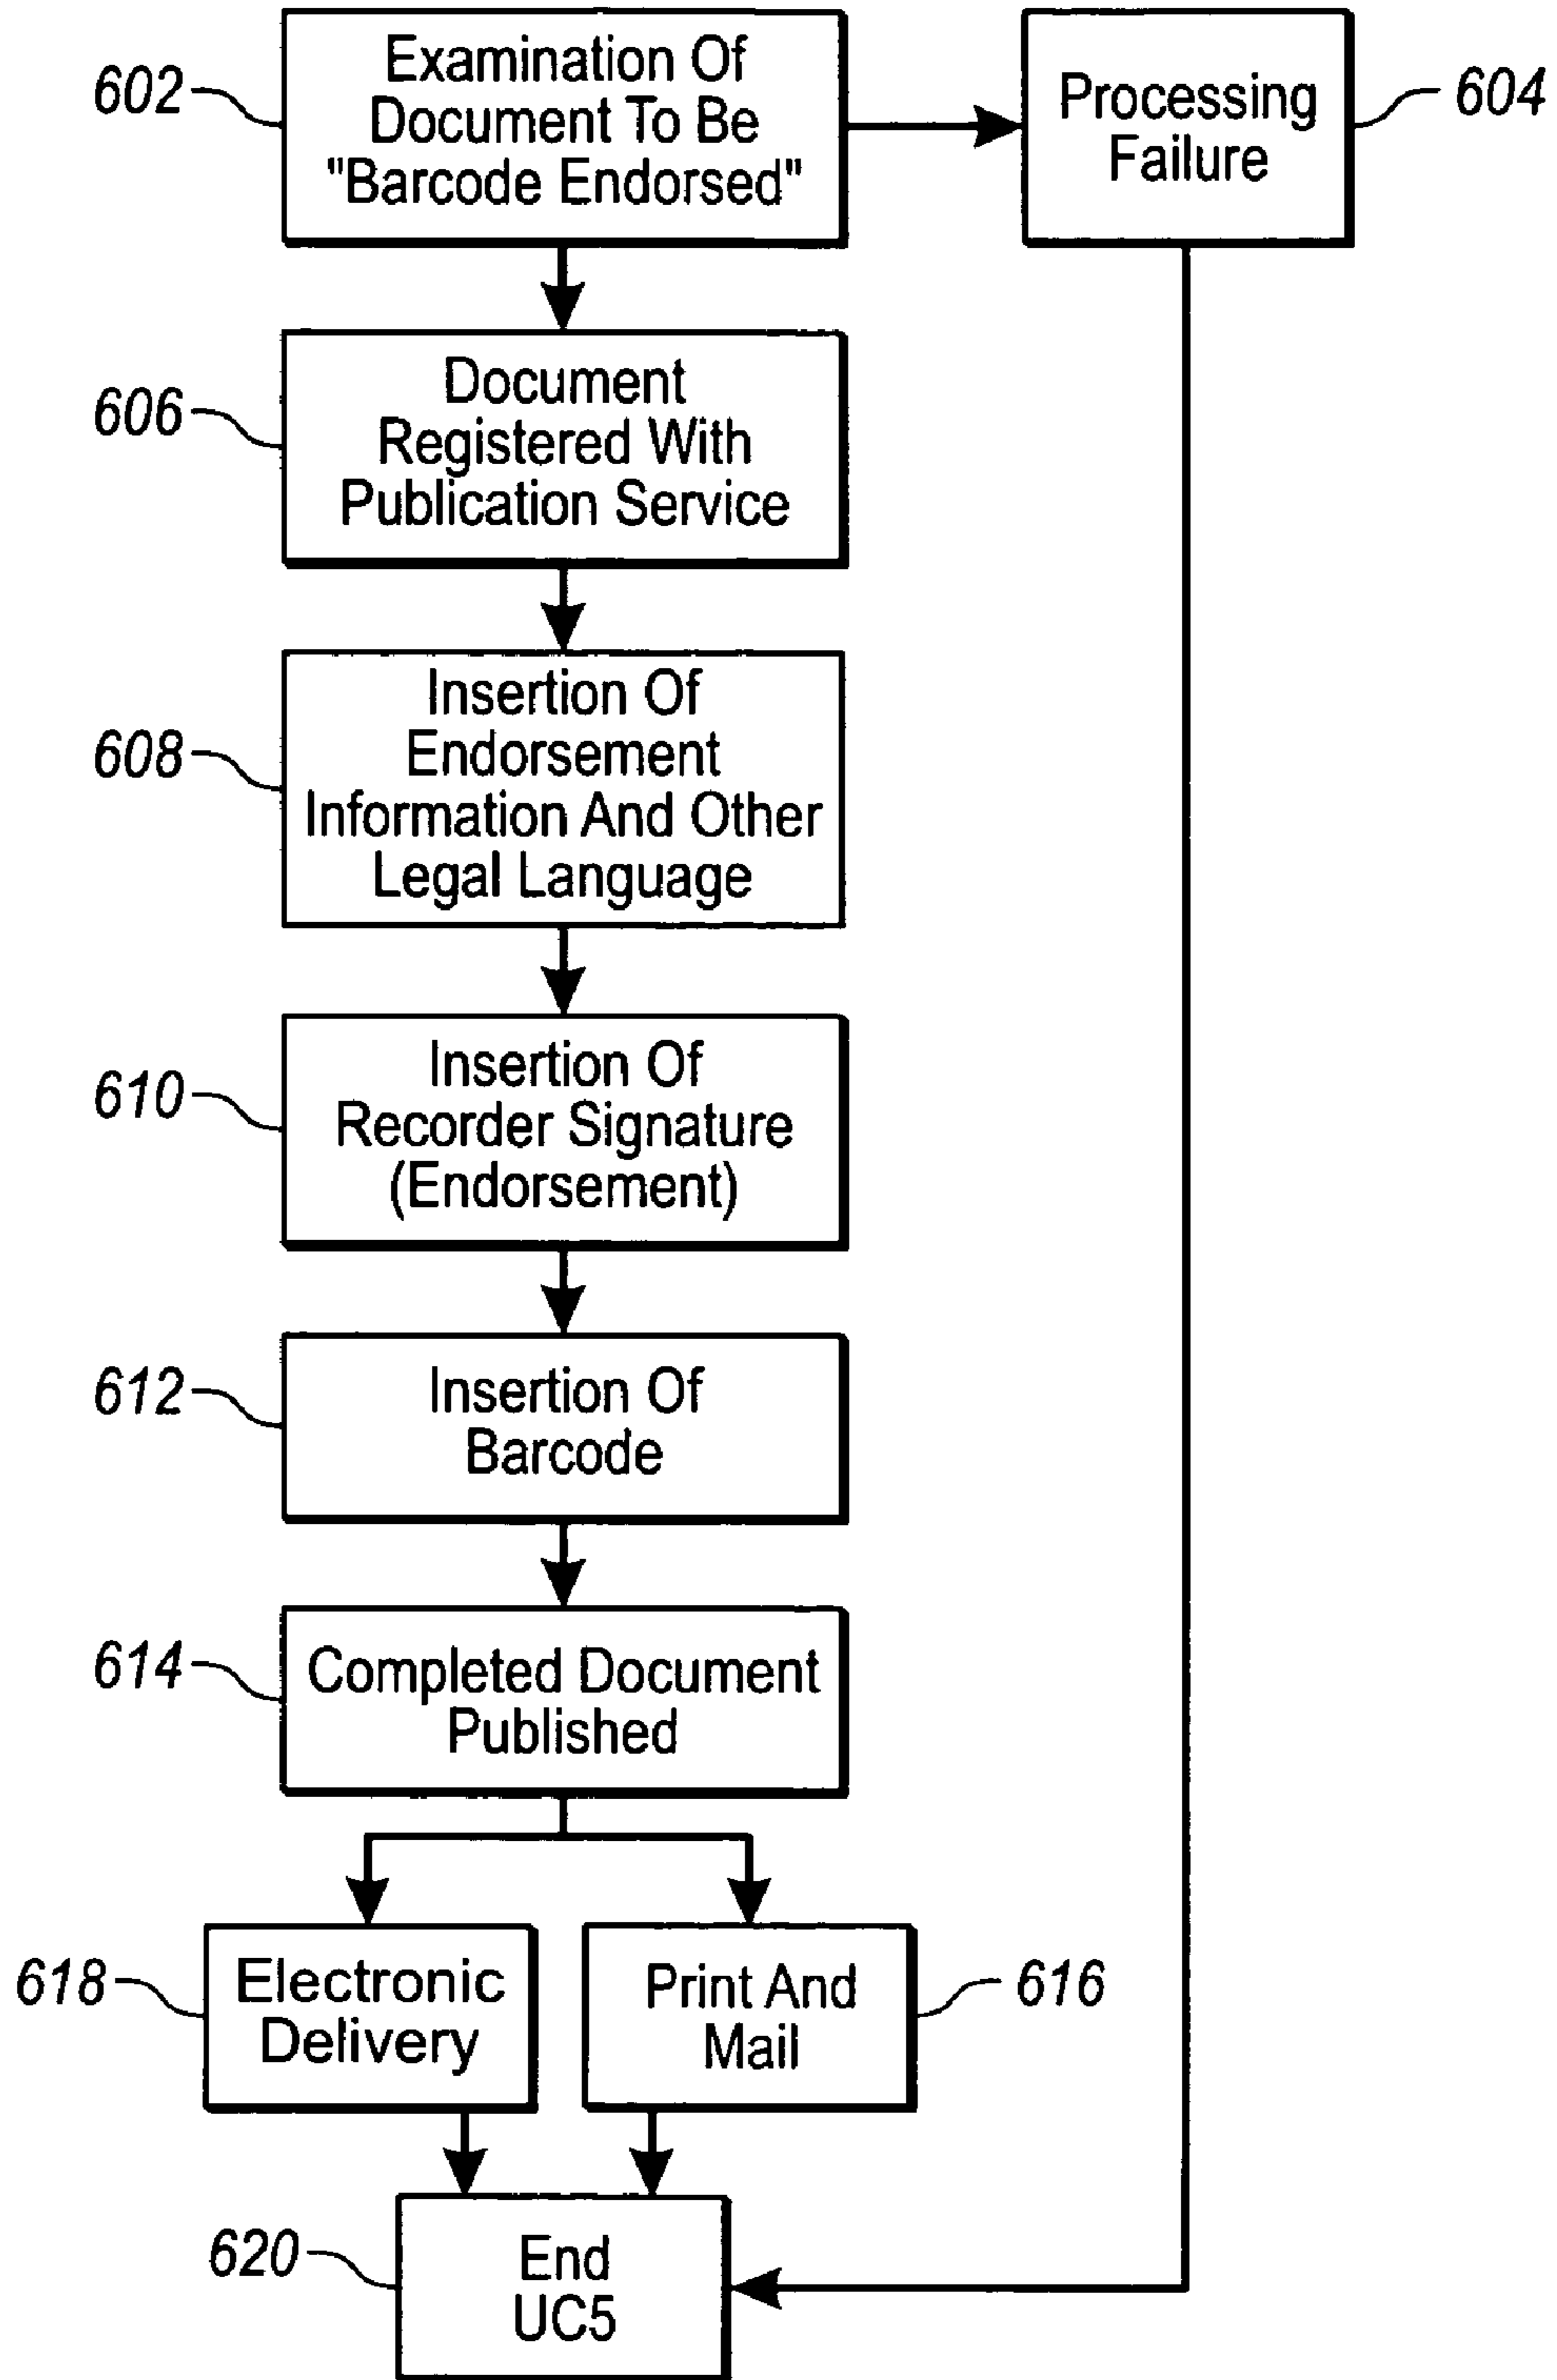 602
Examination Of
Document To Be
"Barcode Endorsed"
Processing
Failure
604
606
Document
Registered With
Publication Service
608
Insertion Of
Endorsement
Information And Other
Legal Language
610
Insertion Of
Recorder Signature
(Endorsement)
612
Insertion Of
Barcode
614
Completed Document
Published
618
Electronic
Delivery
Print And
Mail
616
620
End
UC5